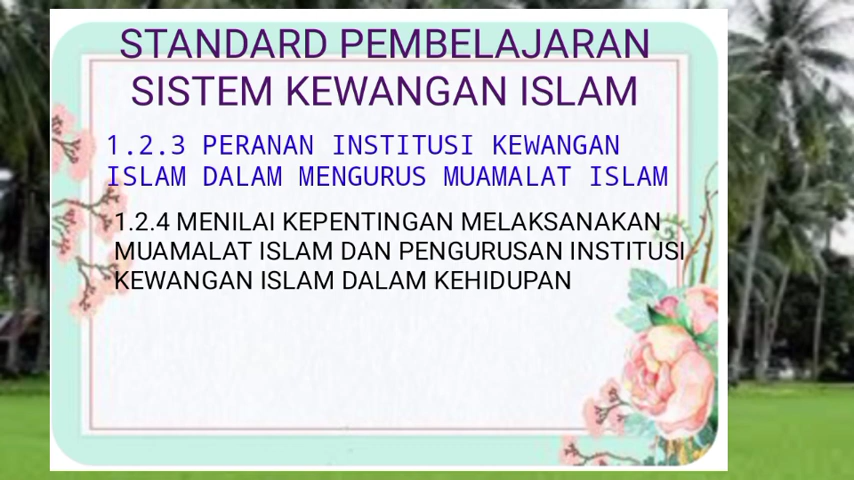 STANDARD PEMBELAJARAN
SISTEM KEWANGAN ISLAM
1.2.3 PERANAN INSTITUSI KEWANGAN
ISLAM DALAM MENGURUS MUAMALAT ISLAM
1.2.4 MENILAI KEPENTINGAN MELAKSANAKAN
MUAMALAT ISLAM DAN PENGURUSAN INSTITUSI
KEWANGAN ISLAM DALAM KEHIDUPAN